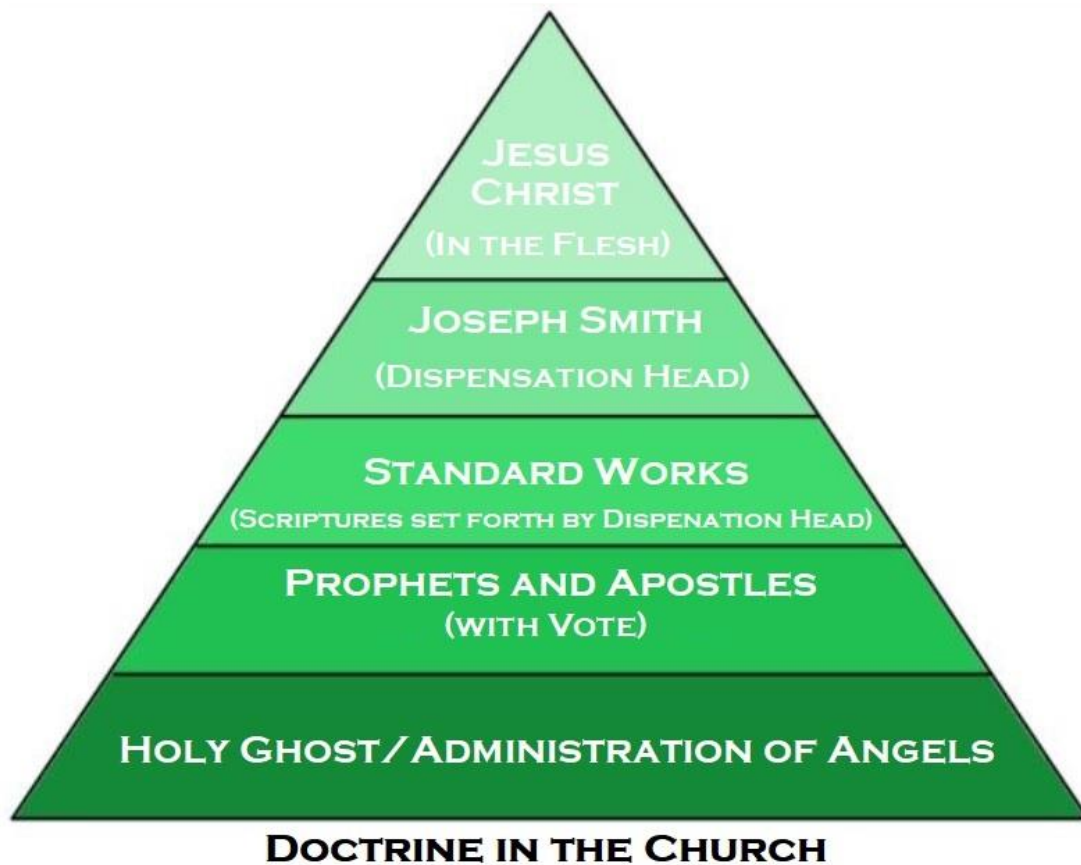 Jesus
Christ
(In the Flesh)
Joseph Smith
(Dispensation Head)
Standard Works
(Scriptures set forth by Dispenation Head)
Prophets and Apostles
(with Vote)
Holy Ghost/Administration of Angels
Doctrine in the Church